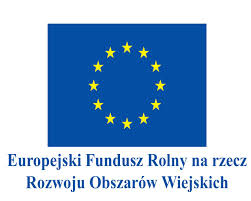 Europejski Fundusz Rolny na rzecz
Rozwoju Obszarów Wiejskich